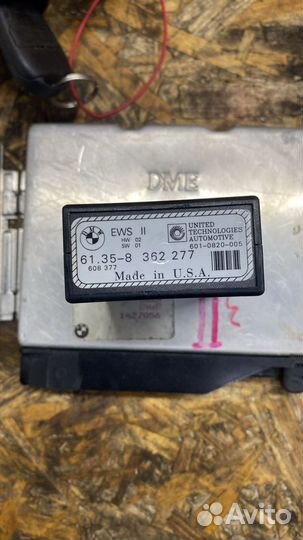 DME
EWS II
HW 02
SW 01
UNITED
TECHNOLOGIES
AUTOMOTIVE
601-0820-005
61.35-8 362 277
608 377
Made in U.S.A.
1427056
Avito